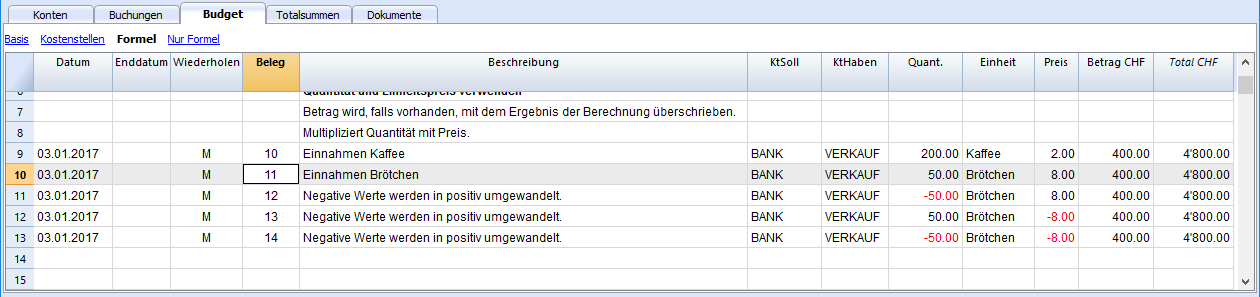 Konten Buchungen Budget Totalsummen Dokumente
Basis Kostenstellen Formel Nur Formel
Datum Enddatum Wiederholen Beleg Beschreibung KtSoll KtHaben Quant. Einheit Preis Betrag CHF Total CHF
6 Quantität und Einheitspreis verwenden
7 Betrag wird, falls vorhanden, mit dem Ergebnis der Berechnung überschrieben.
8 Multipliziert Quantität mit Preis.
9 03.01.2017 M 10 Einnahmen Kaffee BANK VERKAUF 200.00 Kaffee 2.00 400.00 4'800.00
10 03.01.2017 M 11 Einnahmen Brötchen BANK VERKAUF 50.00 Brötchen 8.00 400.00 4'800.00
11 03.01.2017 M 12 Negative Werte werden in positiv umgewandelt. BANK VERKAUF -50.00 Brötchen 8.00 400.00 4'800.00
12 03.01.2017 M 13 Negative Werte werden in positiv umgewandelt. BANK VERKAUF 50.00 Brötchen -8.00 400.00 4'800.00
13 03.01.2017 M 14 Negative Werte werden in positiv umgewandelt. BANK VERKAUF -50.00 Brötchen -8.00 400.00 4'800.00
14
15